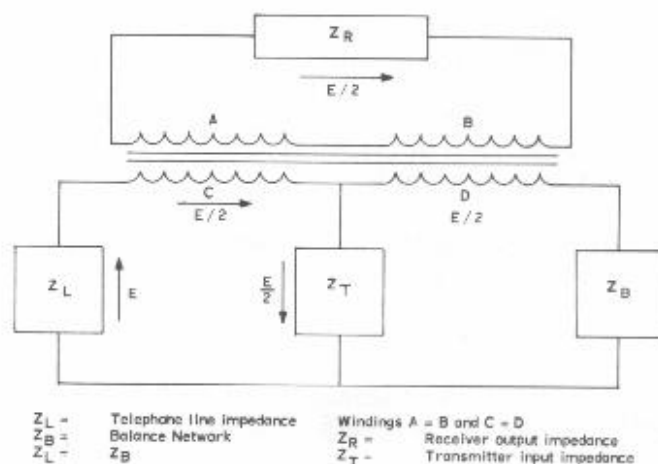 Z R
E/2
A B
C D
E/2 E/2
Z L E E/2 Z T Z B
Z L = Telephone line impedance Windings A = B and C = D
Z B = Balance Network Z R = Receiver output impedance
Z L = Z B Z T = Transmitter input impedance